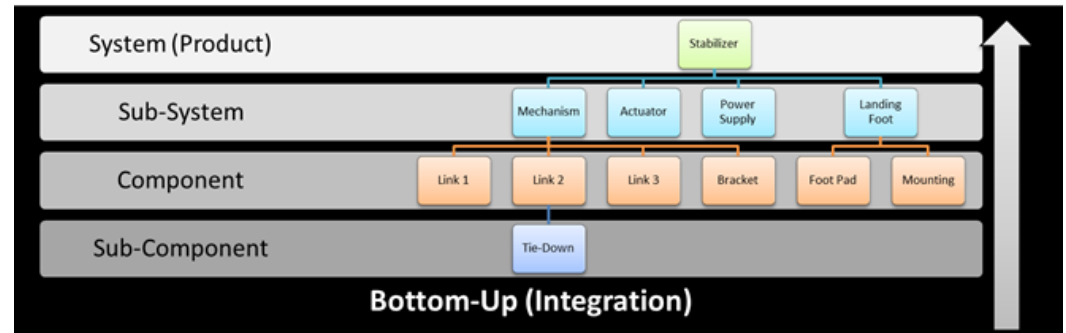 System (Product)
Stabilizer
Sub-System
Mechanism
Actuator
Power
Supply
Landing
Foot
Component
Link 1
Link 2
Link 3
Bracket
Foot Pad
Mounting
Sub-Component
Tie-Down
Bottom-Up (Integration)